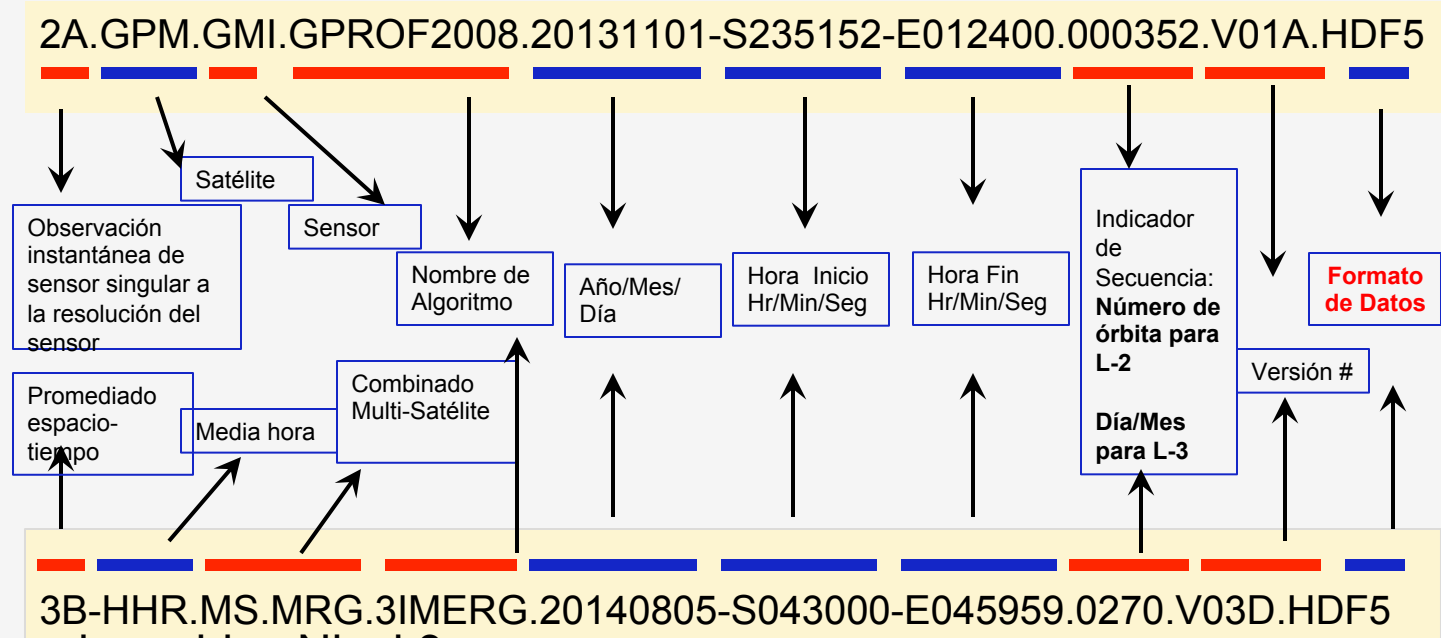 2A.GPM.GMI.GPROF2008.20131101-S235152-E012400.000352.V01A.HDF5
Satélite
Observación
instantánea de
sensor singular a
la resolución del
sensor
Sensor
Nombre de
Algoritmo
Año/Mes/
Día
Hora Inicio
Hr/Min/Seg
Hora Fin
Hr/Min/Seg
Indicador
de
Secuencia:
Número de
órbita para
L-2
Día/Mes
para L-3
Formato
de Datos
Versión #
Promediado
espacio-
tiempo
Media hora
Combinado
Multi-Satélite
3B-HHR.MS.MRG.3IMERG.20140805-S043000-E045959.0270.V03D.HDF5